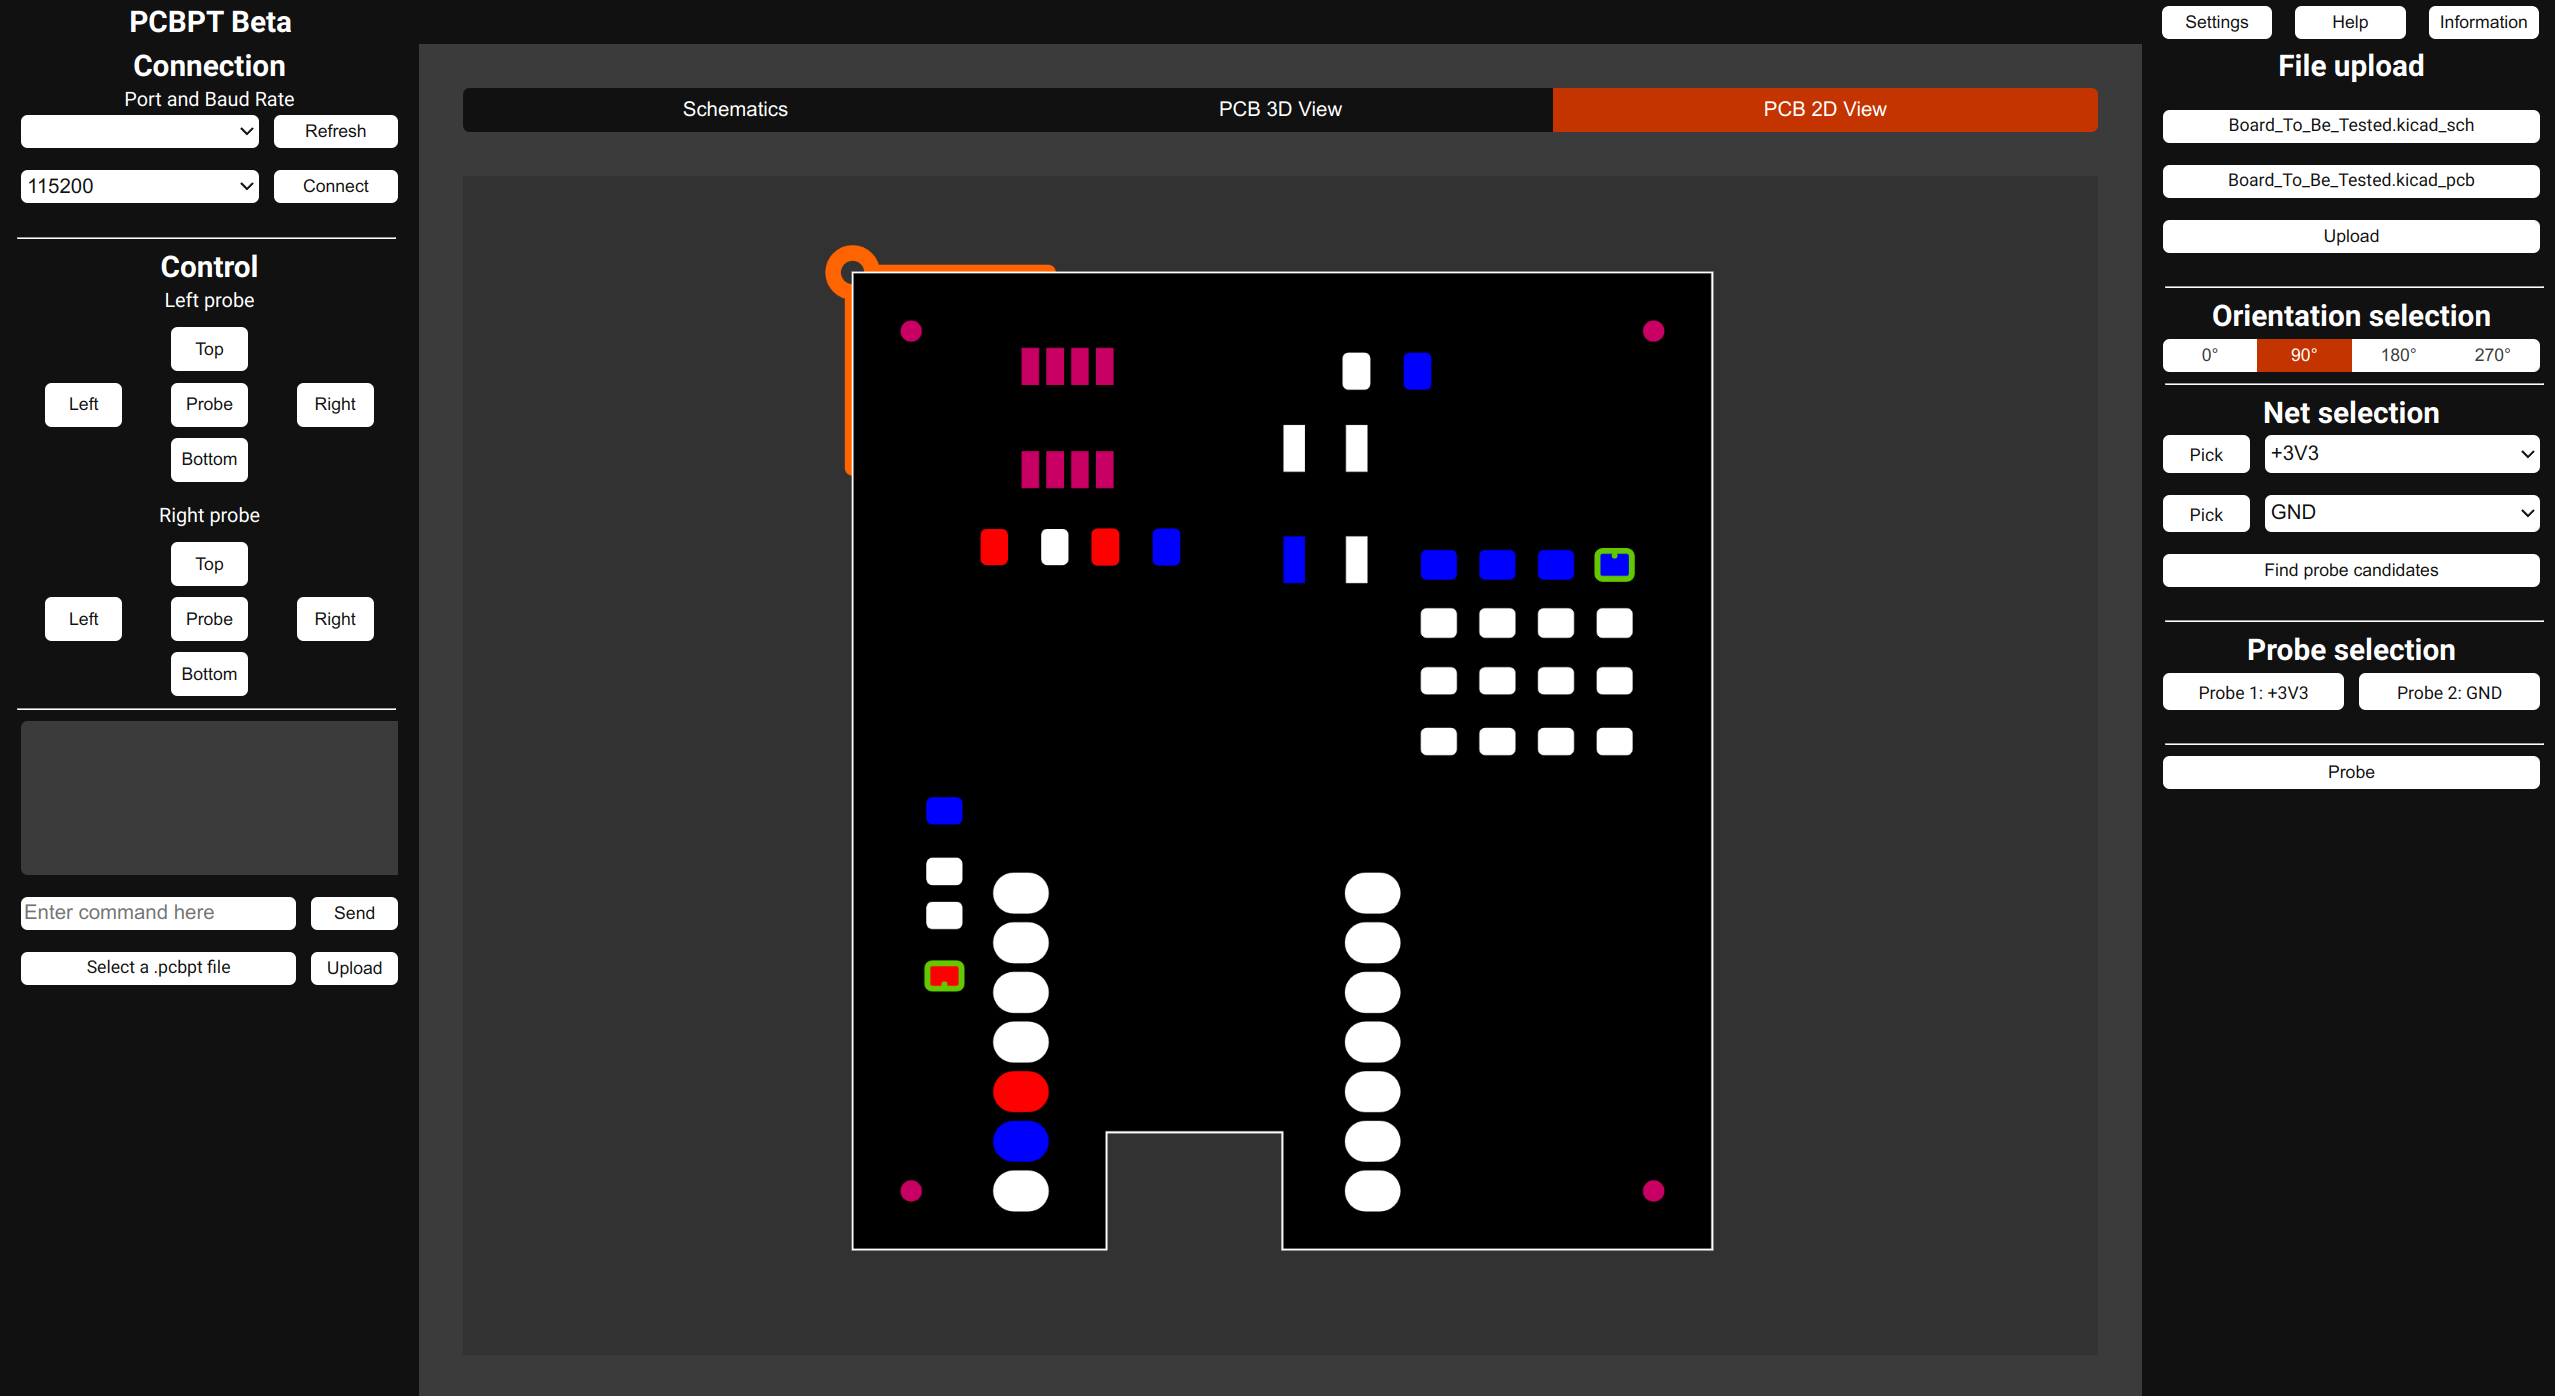 PCBPT Beta
Connection
Port and Baud Rate
Refresh
115200
Connect
Control
Left probe
Top
Left
Probe
Right
Bottom
Right probe
Top
Left
Probe
Right
Bottom
Enter command here
Send
Select a .pcbpt file
Upload
Schematics
PCB 3D View
PCB 2D View
Settings
Help
Information
File upload
Board_To_Be_Tested.kicad_sch
Board_To_Be_Tested.kicad_pcb
Upload
Orientation selection
0°
90°
180°
270°
Net selection
Pick
+3V3
Pick
GND
Find probe candidates
Probe selection
Probe 1: +3V3
Probe 2: GND
Probe